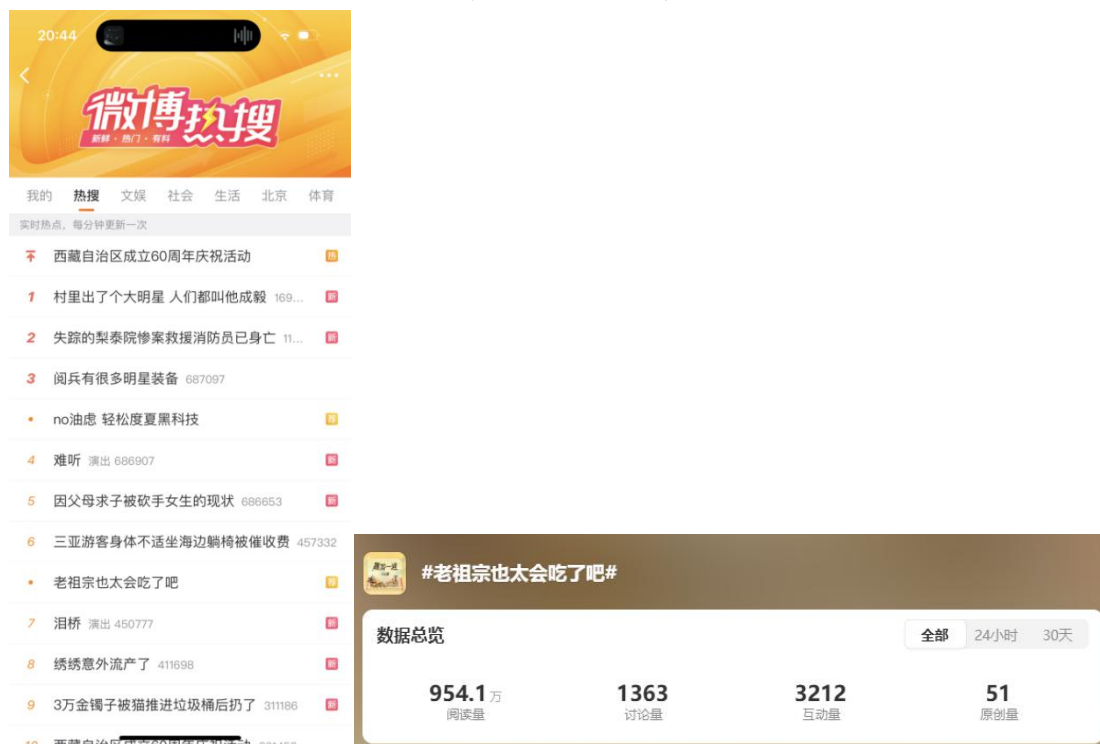 20:44
微博热搜
新鲜·热门·有料
我的 热搜 文娱 社会 生活 北京 体育
实时热点，每分钟更新一次
西藏自治区成立60周年庆祝活动 热
1 村里出了个大明星 人们都叫他成毅 169... 新
2 失踪的梨泰院惨案救援消防员已身亡 11... 新
3 阅兵有很多明星装备 687097
• no油虑 轻松度夏黑科技 荐
4 难听 演出 686907 新
5 因父母求子被砍手女生的现状 686653 新
6 三亚游客身体不适坐海边躺椅被催收费 457332
• 老祖宗也太会吃了吧 荐
7 泪桥 演出 450777 新
8 绣绣意外流产了 411698 新
9 3万金镯子被猫推进垃圾桶后扔了 311186 新
#老祖宗也太会吃了吧#
数据总览
全部 24小时 30天
954.1万 1363 3212 51
阅读量 讨论量 互动量 原创量